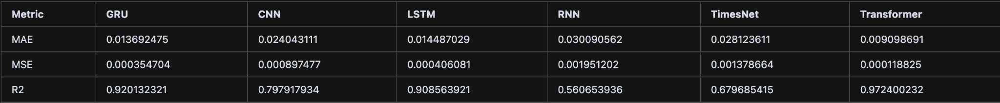 Metric GRU CNN LSTM RNN TimesNet Transformer
MAE 0.013692475 0.024043111 0.014487029 0.030090562 0.028123611 0.009098691
MSE 0.000354704 0.000897477 0.000406081 0.001951202 0.001378664 0.000118825
R2 0.920132321 0.797917934 0.908563921 0.560653936 0.679685415 0.972400232